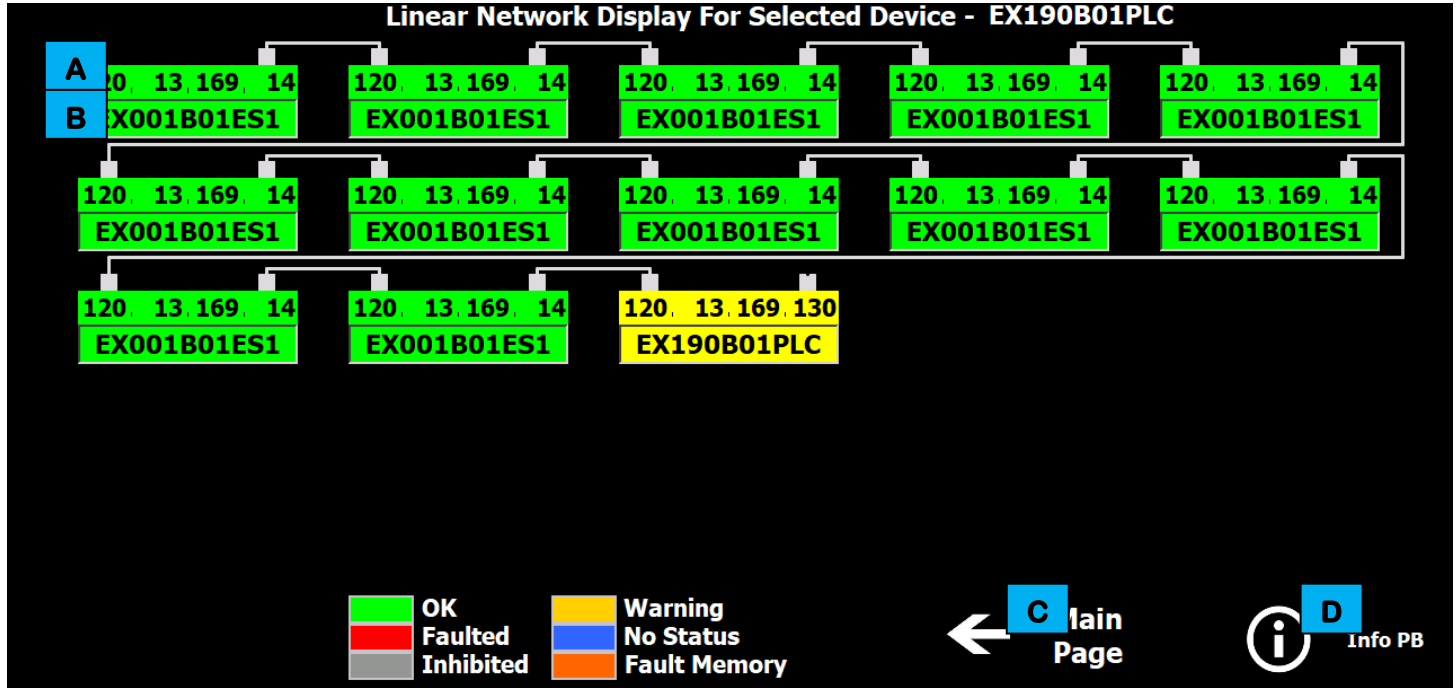 Linear Network Display For Selected Device - EX190B01PLC
A 20. 13.169. 14 120. 13.169. 14 120. 13.169. 14 120. 13.169. 14 120. 13.169. 14
B EX001B01ES1 EX001B01ES1 EX001B01ES1 EX001B01ES1 EX001B01ES1
120. 13.169. 14 120. 13.169. 14 120. 13.169. 14 120. 13.169. 14 120. 13.169. 14
EX001B01ES1 EX001B01ES1 EX001B01ES1 EX001B01ES1 EX001B01ES1
120. 13.169. 14 120. 13.169. 14 120. 13.169.130
EX001B01ES1 EX001B01ES1 EX190B01PLC
OK Warning C Main D
Faulted No Status Page Info PB
Inhibited Fault Memory